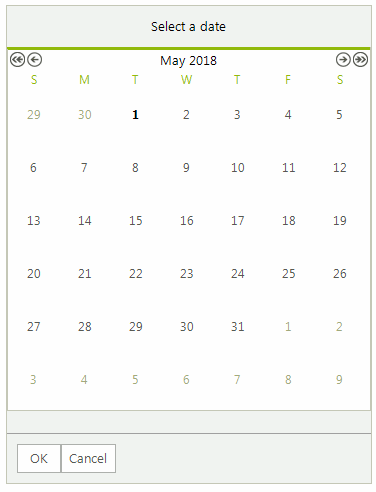 Select a date
May 2018
S M T W T F S
29 30 1 2 3 4 5
6 7 8 9 10 11 12
13 14 15 16 17 18 19
20 21 22 23 24 25 26
27 28 29 30 31 1 2
3 4 5 6 7 8 9
OK Cancel